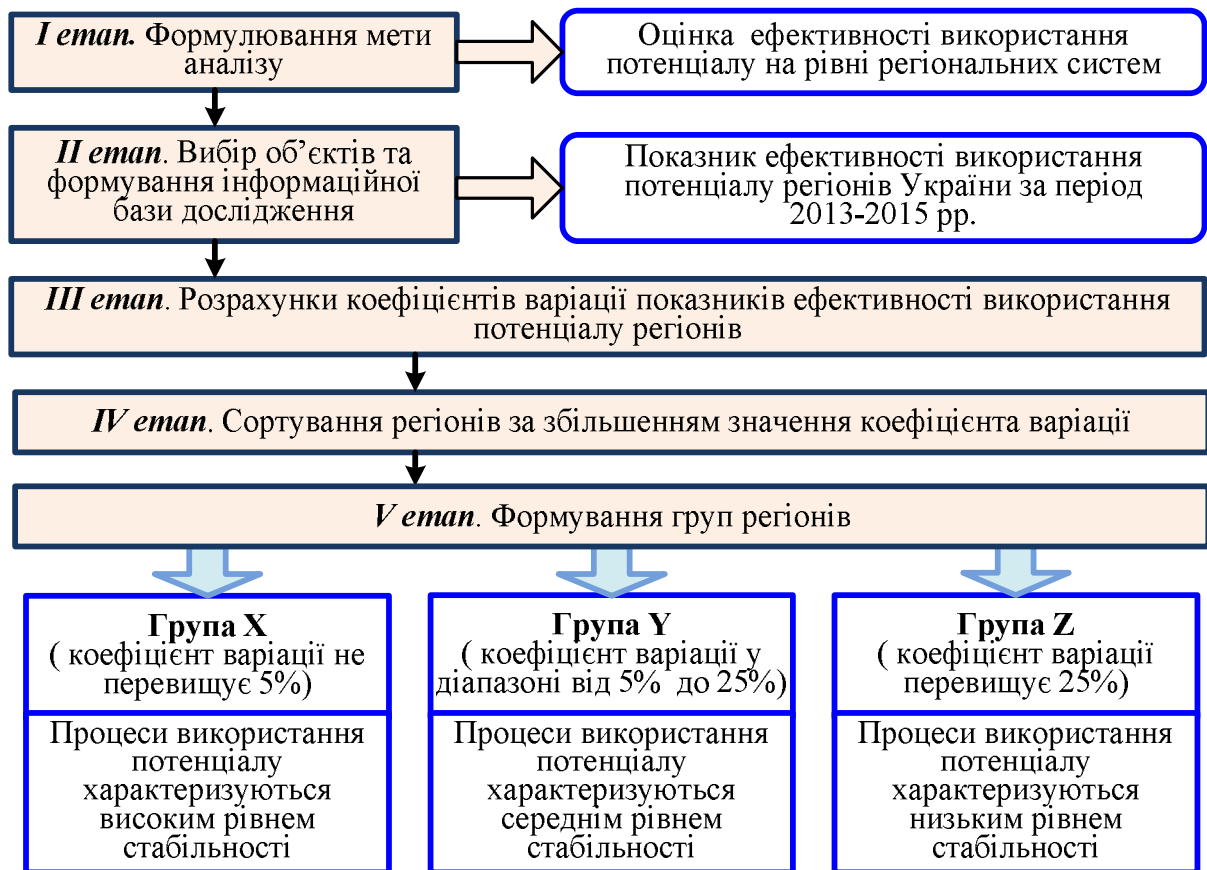 I етап. Формулювання мети
аналізу
Оцінка ефективності використання
потенціалу на рівні регіональних систем
II етап. Вибір об’єктів та
формування інформаційної
бази дослідження
Показник ефективності використання
потенціалу регіонів України за період
2013-2015 рр.
III етап. Розрахунки коефіцієнтів варіації показників ефективності використання
потенціалу регіонів
IV етап. Сортування регіонів за збільшенням значення коефіцієнта варіації
V етап. Формування груп регіонів
Група X
( коефіцієнт варіації не
перевищує 5%)
Процеси використання
потенціалу
характеризуються
високим рівнем
стабільності
Група Y
( коефіцієнт варіації у
діапазоні від 5% до 25%)
Процеси використання
потенціалу
характеризуються
середнім рівнем
стабільності
Група Z
( коефіцієнт варіації
перевищує 25%)
Процеси використання
потенціалу
характеризуються
низьким рівнем
стабільності